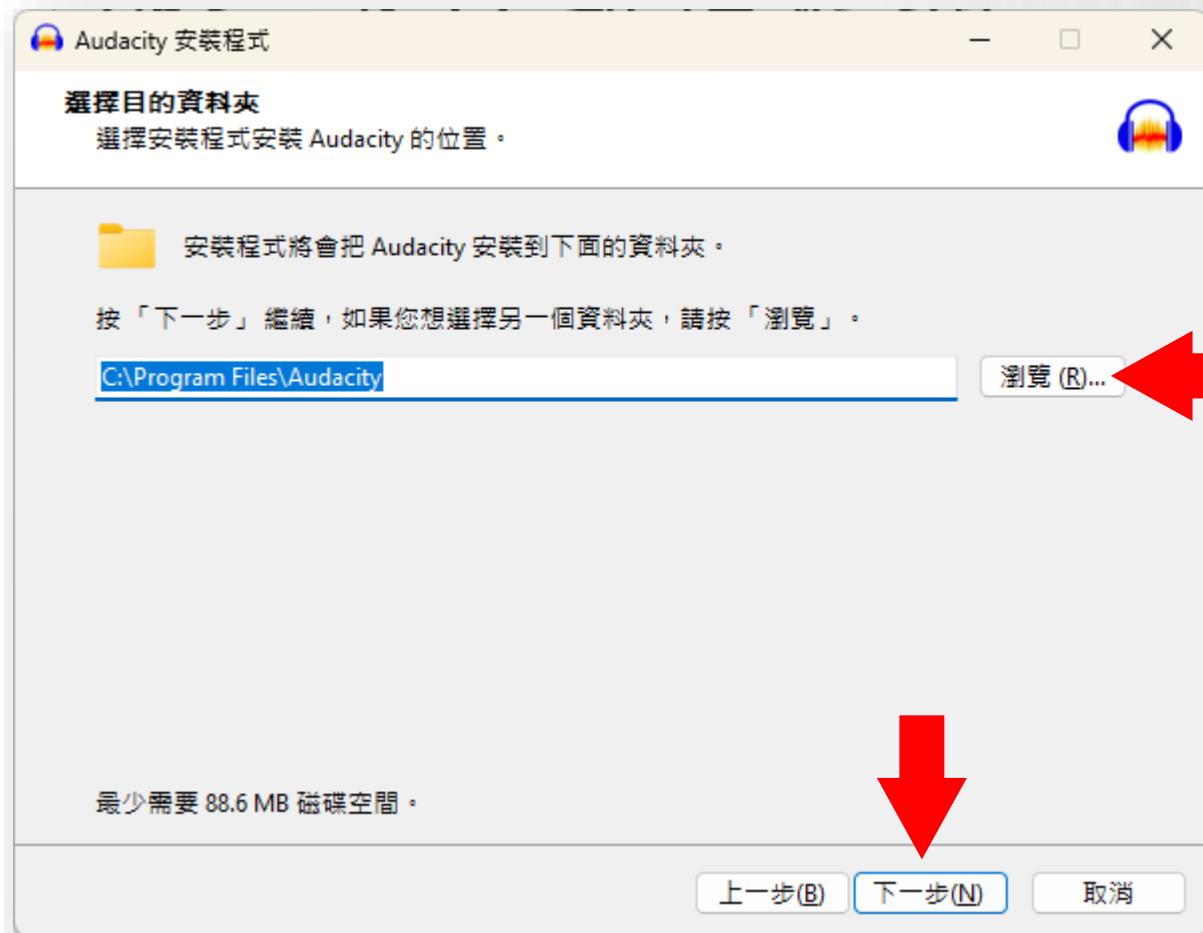 Audacity 安裝程式
選擇目的資料夾
選擇安裝程式安裝 Audacity 的位置。
安裝程式將會把 Audacity 安裝到下面的資料夾。
按「下一步」繼續，如果您想選擇另一個資料夾，請按「瀏覽」。
C:\Program Files\Audacity
瀏覽 (R)...
最少需要 88.6 MB 磁碟空間。
上一步(B)
下一步(N)
取消